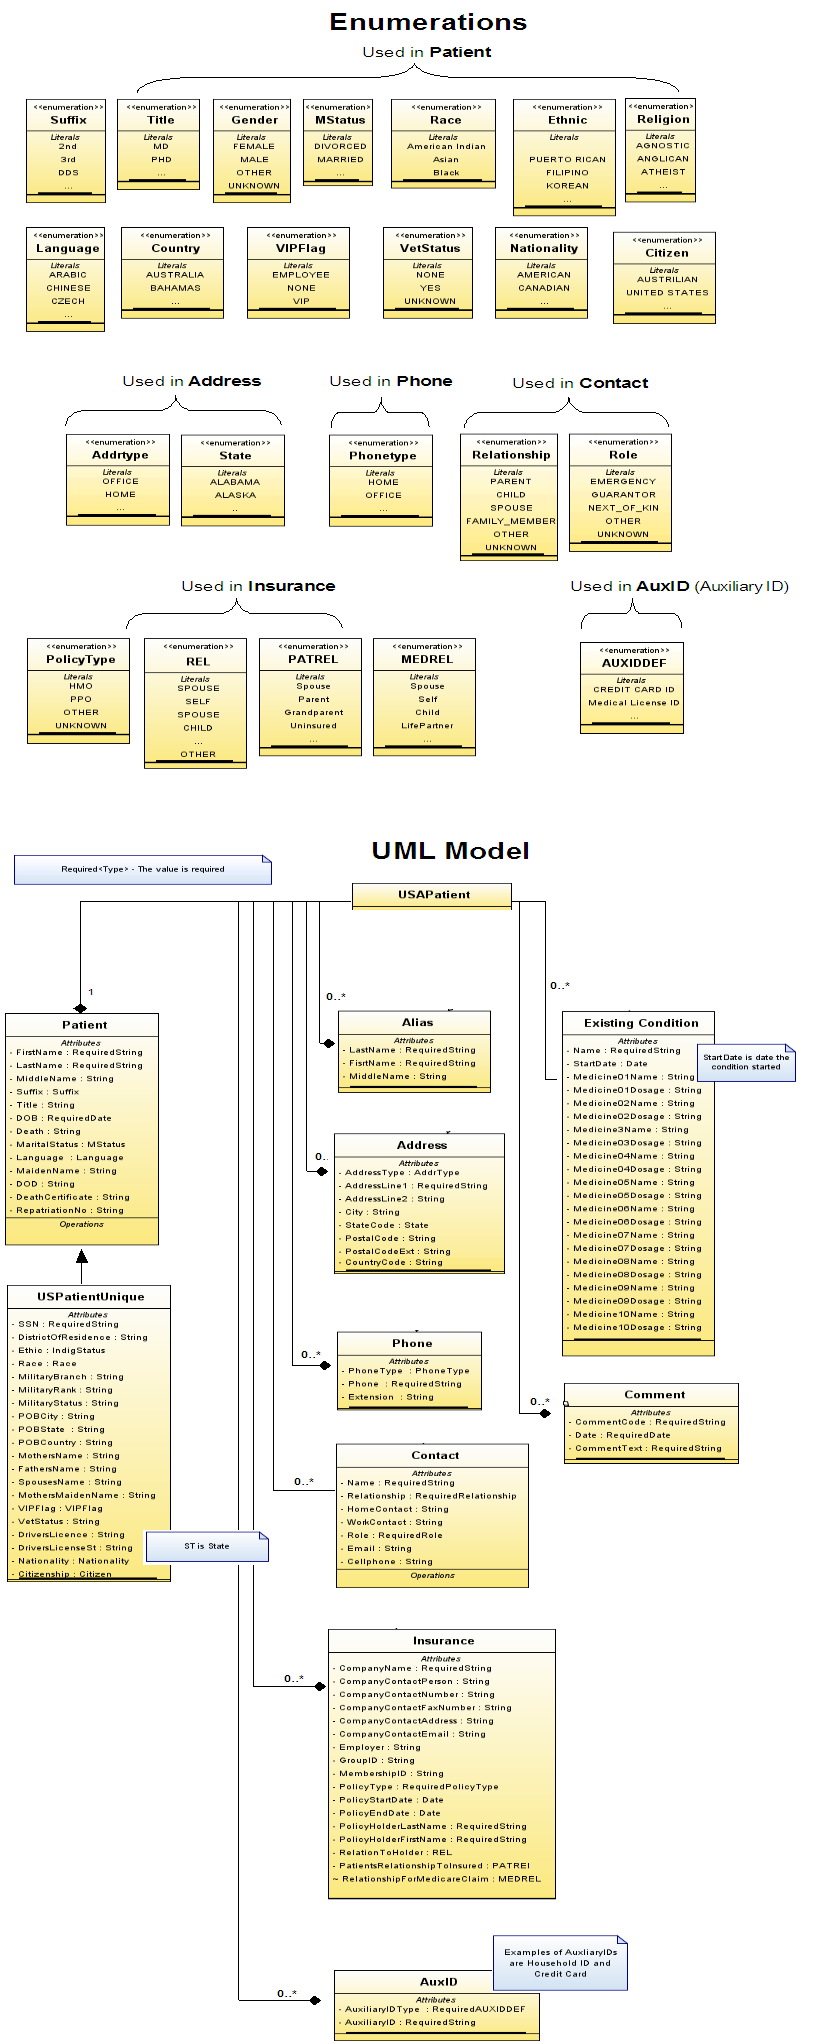 Enumerations
Used in Patient
<<enumeration>>
Suffix
Literals
2nd
3rd
DDS
...
<<enumeration>>
Title
Literals
MD
PHD
...
<<enumeration>>
Gender
Literals
FEMALE
MALE
OTHER
UNKNOWN
<<enumeration>>
MStatus
Literals
DIVORCED
MARRIED
...
<<enumeration>>
Race
Literals
American Indian
Asian
Black
<<enumeration>>
Ethnic
Literals
PUERTO RICAN
FILIPINO
KOREAN
...
<<enumeration>>
Religion
Literals
AGNOSTIC
ANGLICAN
ATHEIST
...
<<enumeration>>
Language
Literals
ARABIC
CHINESE
CZECH
...
<<enumeration>>
Country
Literals
AUSTRALIA
BAHAMAS
...
<<enumeration>>
VIPFlag
Literals
EMPLOYEE
NONE
VIP
<<enumeration>>
VetStatus
Literals
NONE
YES
UNKNOWN
<<enumeration>>
Nationality
Literals
AMERICAN
CANADIAN
...
<<enumeration>>
Citizen
Literals
AUSTRILIAN
UNITED STATES
...
Used in Address
<<enumeration>>
Addrtype
Literals
OFFICE
HOME
...
<<enumeration>>
State
Literals
ALABAMA
ALASKA
..
Used in Phone
<<enumeration>>
Phonetype
Literals
HOME
OFFICE
...
Used in Contact
<<enumeration>>
Relationship
Literals
PARENT
CHILD
SPOUSE
FAMILY_MEMBER
OTHER
UNKNOWN
<<enumeration>>
Role
Literals
EMERGENCY
GUARANTOR
NEXT_OF_KIN
OTHER
UNKNOWN
Used in Insurance
<<enumeration>>
PolicyType
Literals
HMO
PPO
OTHER
UNKNOWN
<<enumeration>>
REL
Literals
SPOUSE
SELF
SPOUSE
CHILD
...
OTHER
<<enumeration>>
PATREL
Literals
Spouse
Parent
Grandparent
Uninsured
...
<<enumeration>>
MEDREL
Literals
Spouse
Self
Child
LifePartner
...
Used in AuxID (Auxiliary ID)
<<enumeration>>
AUXIDDEF
Literals
CREDIT CARD ID
Medical License ID
...
UML Model
Required<Type> - The value is required
USAPatient
1
Patient
Attributes
- FirstName : RequiredString
- LastName : RequiredString
- MiddleName : String
- Suffix : Suffix
- Title : String
- DOB : RequiredDate
- Death : String
- MaritalStatus : MStatus
- Language : Language
- MaidenName : String
- DOD : String
- DeathCertificate : String
- RepatriationNo : String
Operations
USPatientUnique
Attributes
- SSN : RequiredString
- DistrictOfResidence : String
- Ethic : IndigStatus
- Race : Race
- MilitaryBranch : String
- MilitaryRank : String
- MilitaryStatus : String
- POBCity : String
- POBState : String
- POBCountry : String
- MothersName : String
- FathersName : String
- SpousesName : String
- MothersMaidenName : String
- VIPFlag : VIPFlag
- VetStatus : String
- DriversLicence : String
- DriversLicenseSt : String
- Nationality : Nationality
- Citizenship : Citizen
ST is State
0..*
Alias
Attributes
- LastName : RequiredString
- FisrtName : RequiredString
- MiddleName : String
0..
Address
Attributes
- AddressType : AddrType
- AddressLine1 : RequiredString
- AddressLine2 : String
- City : String
- StateCode : State
- PostalCode : String
- PostalCodeExt : String
- CountryCode : String
0..*
Phone
Attributes
- PhoneType : PhoneType
- Phone : RequiredString
- Extension : String
0..*
Contact
Attributes
- Name : RequiredString
- Relationship : RequiredRelationship
- HomeContact : String
- WorkContact : String
- Role : RequiredRole
- Email : String
- Cellphone : String
Operations
0..*
Existing Condition
Attributes
- Name : RequiredString
- StartDate : Date
- Medicine01Name : String
- Medicine01Dosage : String
- Medicine02Name : String
- Medicine02Dosage : String
- Medicine3Name : String
- Medicine03Dosage : String
- Medicine04Name : String
- Medicine04Dosage : String
- Medicine05Name : String
- Medicine05Dosage : String
- Medicine06Name : String
- Medicine06Dosage : String
- Medicine07Name : String
- Medicine07Dosage : String
- Medicine08Name : String
- Medicine08Dosage : String
- Medicine09Name : String
- Medicine09Dosage : String
- Medicine10Name : String
- Medicine10Dosage : String
StartDate is date the
condition started
0..*
Comment
Attributes
- CommentCode : RequiredString
- Date : RequiredDate
- CommentText : RequiredString
0..*
Insurance
Attributes
- CompanyName : RequiredString
- CompanyContactPerson : String
- CompanyContactNumber : String
- CompanyContactFaxNumber : String
- CompanyContactAddress : String
- CompanyContactEmail : String
- Employer : String
- GroupID : String
- MembershipID : String
- PolicyType : RequiredPolicyType
- PolicyStartDate : Date
- PolicyEndDate : Date
- PolicyHolderLastName : RequiredString
- PolicyHolderFirstName : RequiredString
- RelationToHolder : REL
- PatientsRelationshipToInsured : PATREl
~ RelationshipForMedicareClaim : MEDREL
Examples of AuxliaryIDs
are Household ID and
Credit Card
0..*
AuxID
Attributes
- AuxiliaryIDType : RequiredAUXIDDEF
- AuxiliaryID : RequiredString